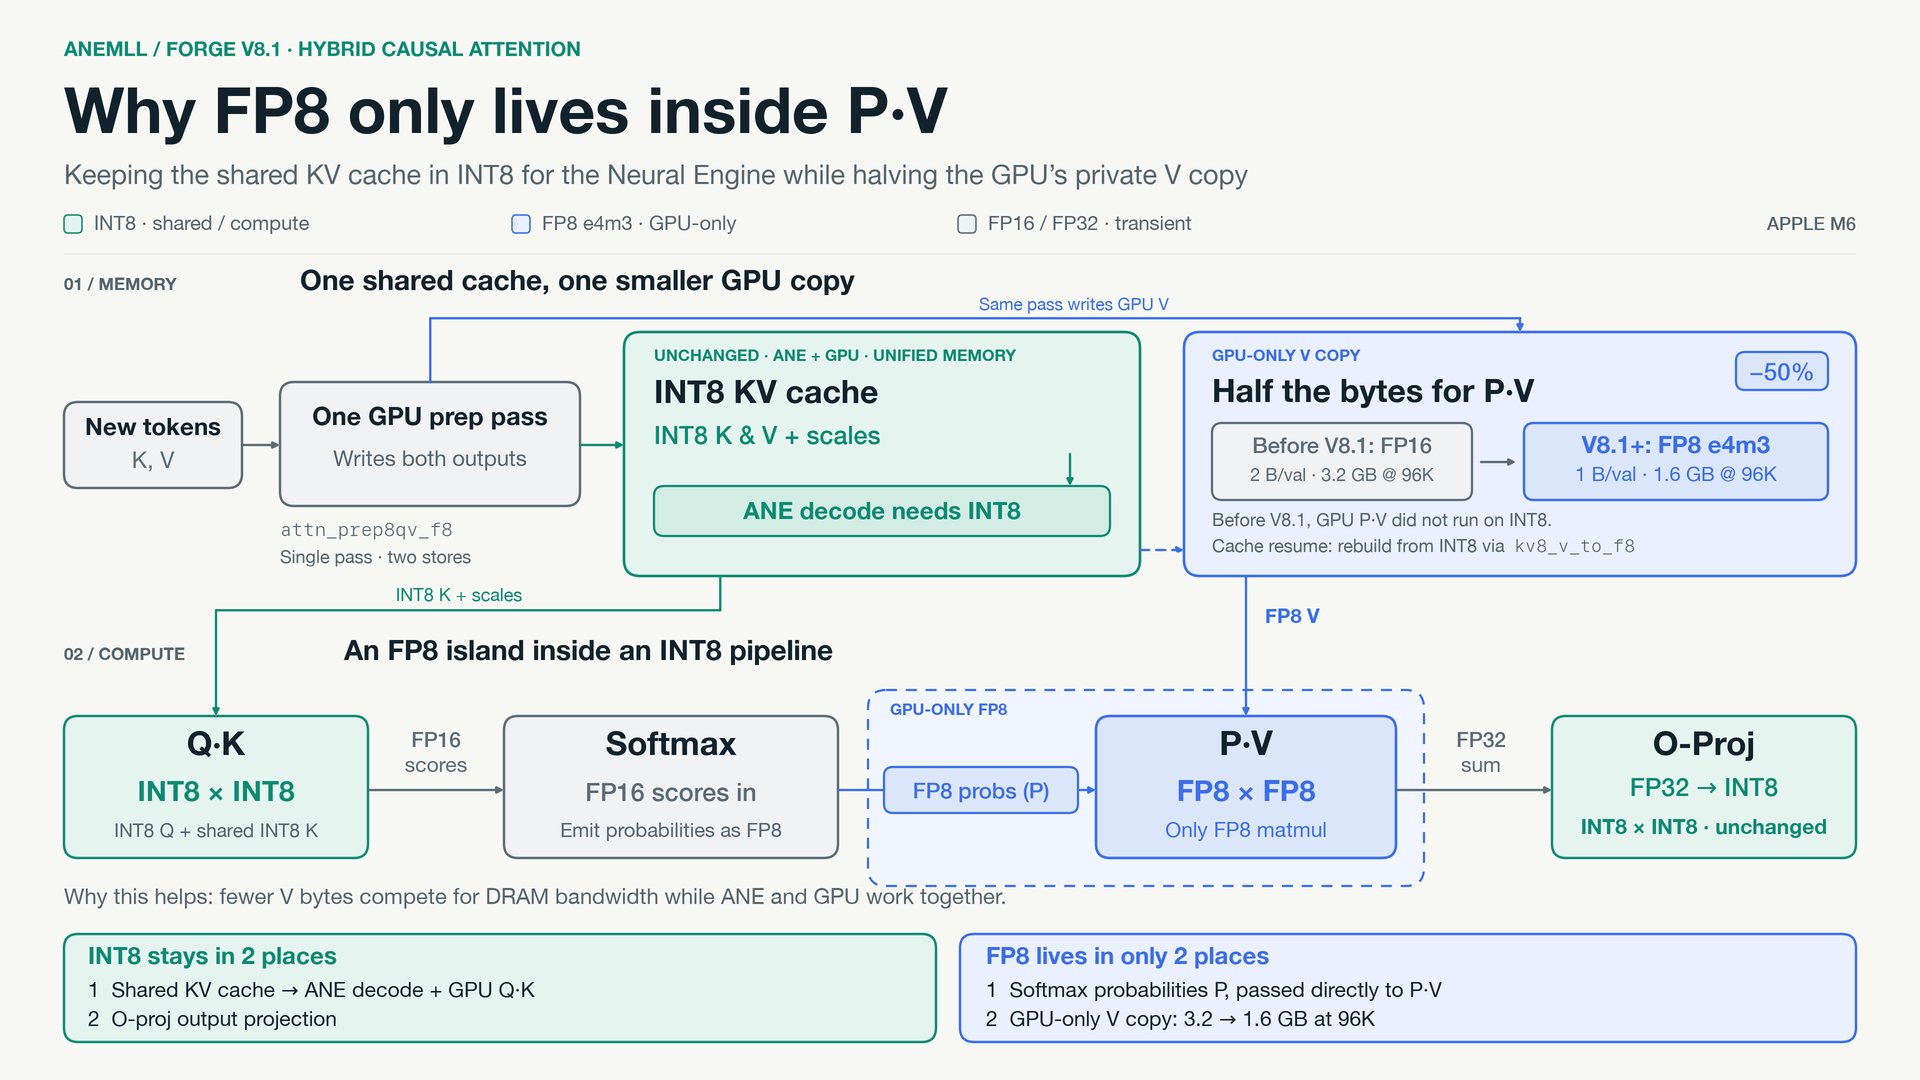 ANEMLL / FORGE V8.1 · HYBRID CAUSAL ATTENTION
Why FP8 only lives inside P·V
Keeping the shared KV cache in INT8 for the Neural Engine while halving the GPU’s private V copy
INT8 · shared / compute
FP8 e4m3 · GPU-only
FP16 / FP32 · transient
APPLE M6
01 / MEMORY
One shared cache, one smaller GPU copy
Same pass writes GPU V
New tokens
K, V
One GPU prep pass
Writes both outputs
attn_prep8qv_f8
Single pass · two stores
UNCHANGED · ANE + GPU · UNIFIED MEMORY
INT8 KV cache
INT8 K & V + scales
ANE decode needs INT8
GPU-ONLY V COPY
−50%
Half the bytes for P·V
Before V8.1: FP16
2 B/val · 3.2 GB @ 96K
V8.1+: FP8 e4m3
1 B/val · 1.6 GB @ 96K
Before V8.1, GPU P·V did not run on INT8.
Cache resume: rebuild from INT8 via kv8_v_to_f8
INT8 K + scales
FP8 V
02 / COMPUTE
An FP8 island inside an INT8 pipeline
Q·K
INT8 × INT8
INT8 Q + shared INT8 K
FP16
scores
Softmax
FP16 scores in
Emit probabilities as FP8
GPU-ONLY FP8
FP8 probs (P)
P·V
FP8 × FP8
Only FP8 matmul
FP32
sum
O-Proj
FP32 → INT8
INT8 × INT8 · unchanged
Why this helps: fewer V bytes compete for DRAM bandwidth while ANE and GPU work together.
INT8 stays in 2 places
1 Shared KV cache → ANE decode + GPU Q·K
2 O-proj output projection
FP8 lives in only 2 places
1 Softmax probabilities P, passed directly to P·V
2 GPU-only V copy: 3.2 → 1.6 GB at 96K